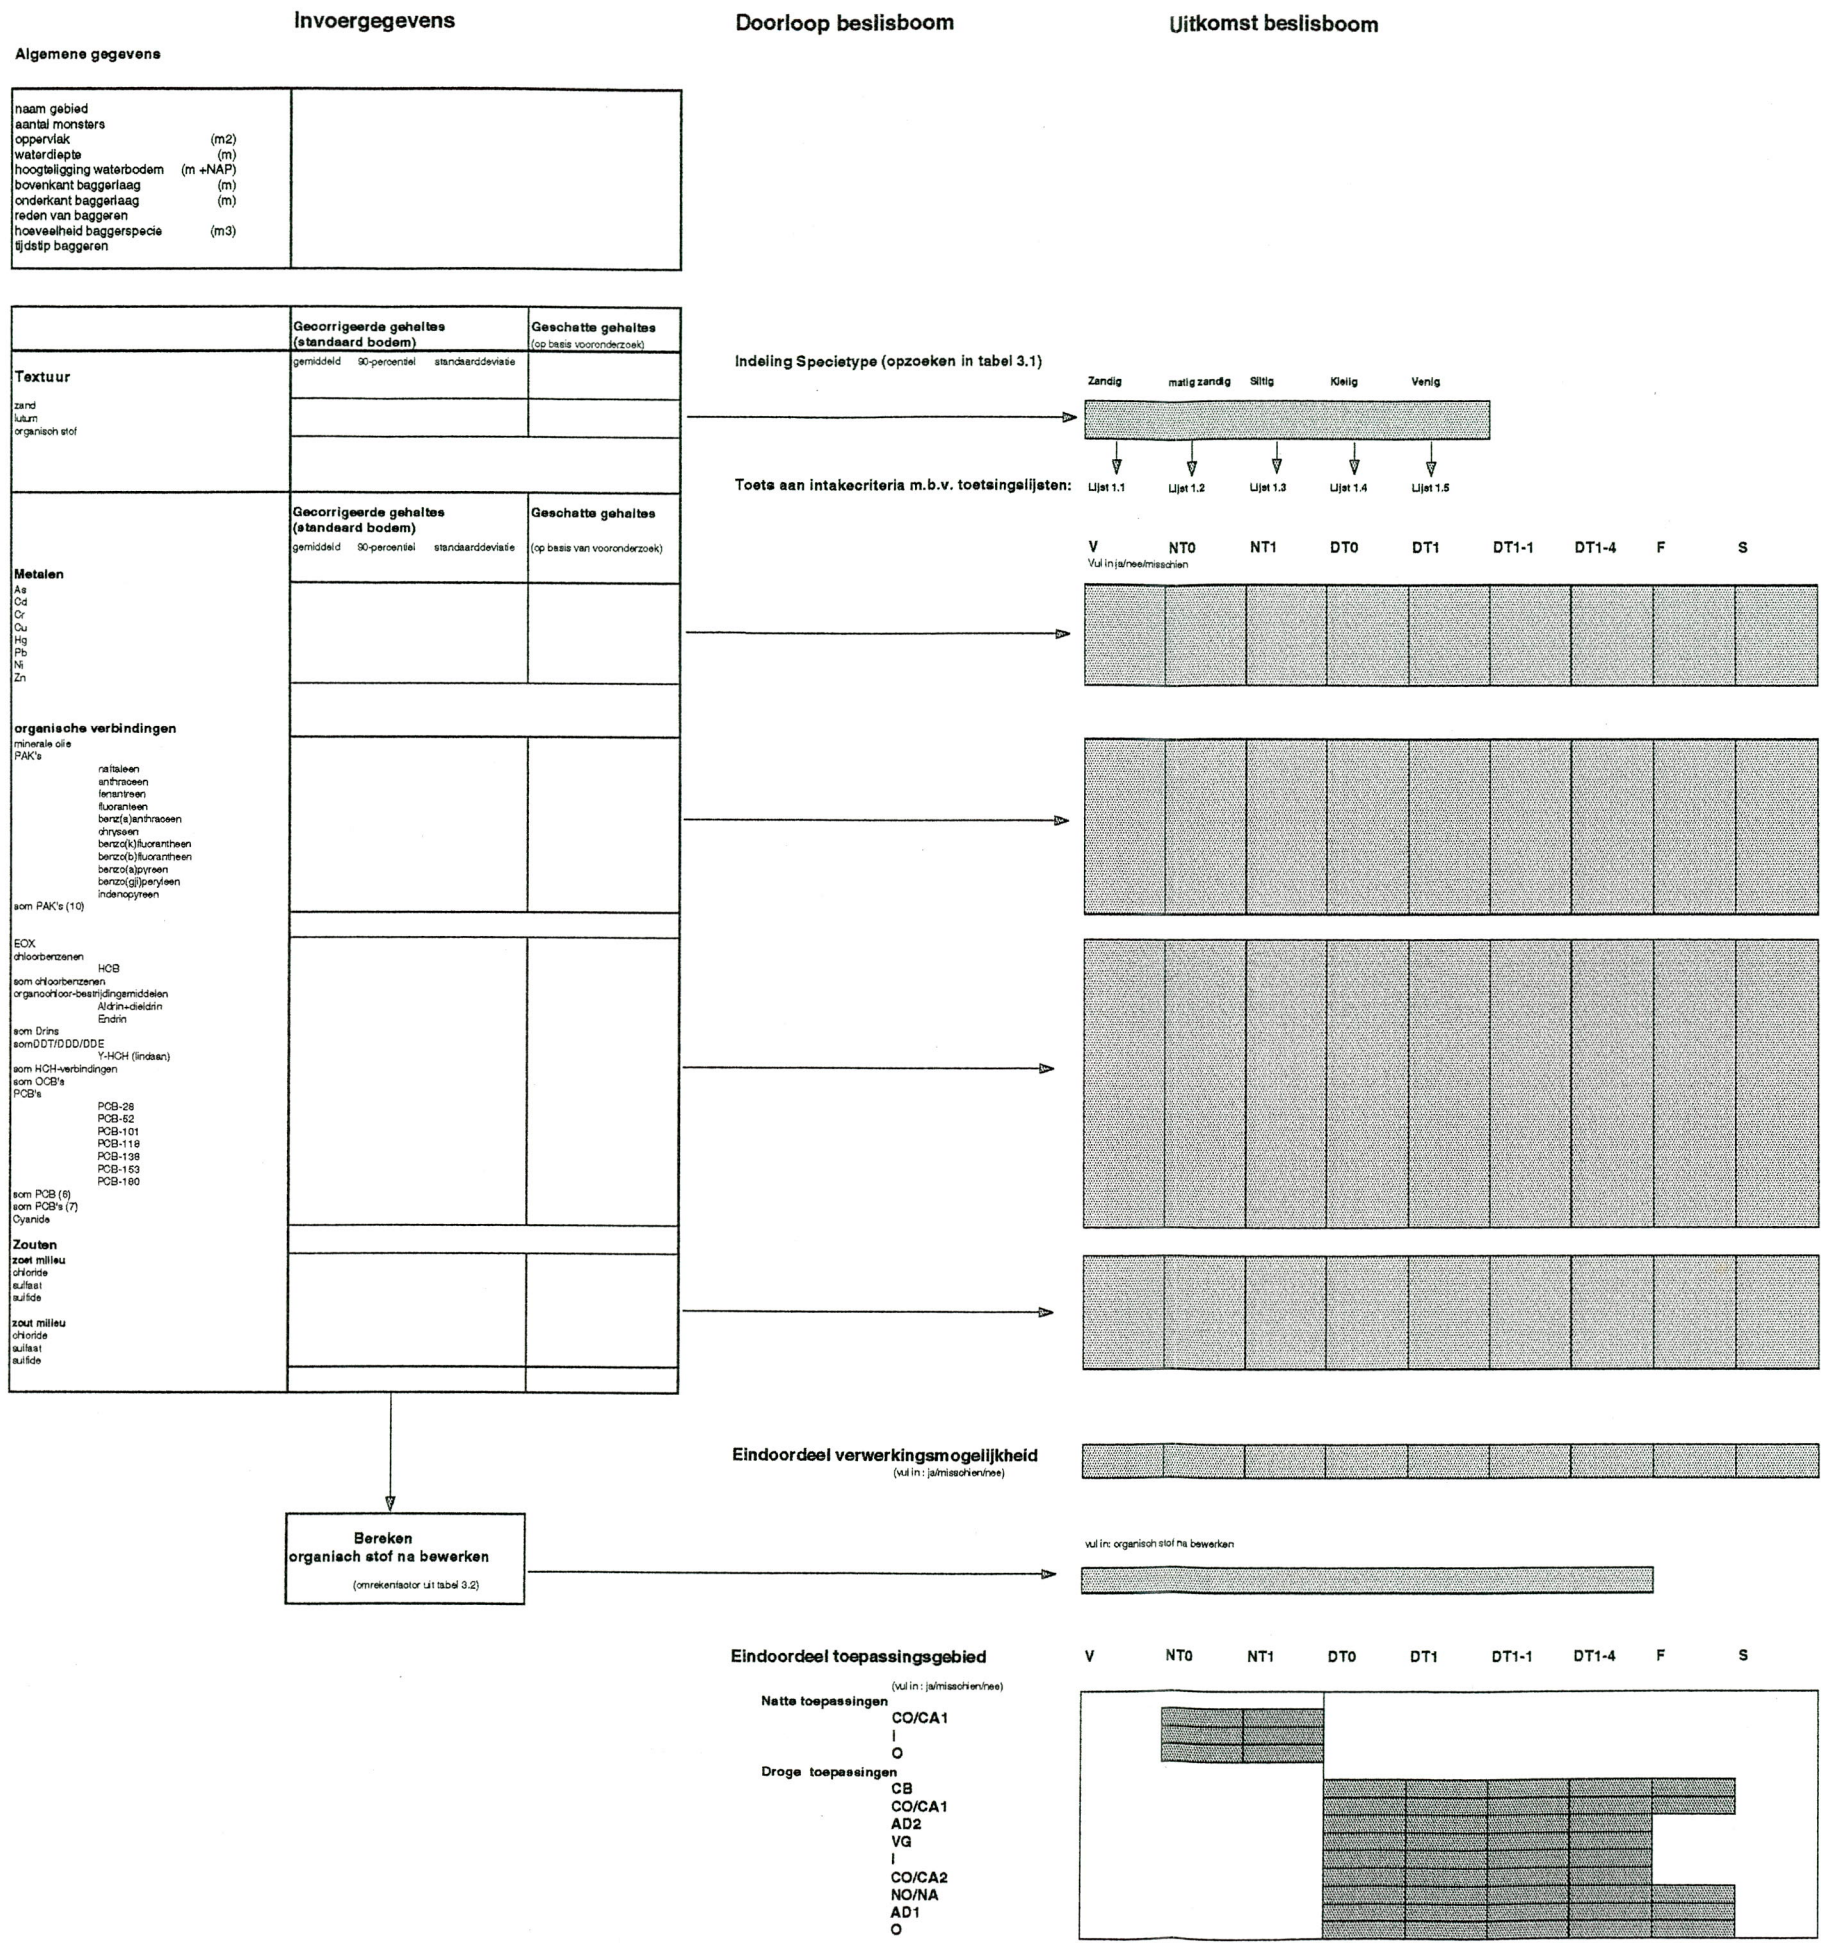 Invoergegevens
Doorloop beslisboom
Uitkomst beslisboom
Algemene gegevens
naam gebied
aantal monsters
oppervlak (m2)
waterdiepte (m)
hoogteligging waterbodem (m +NAP)
bovenkant baggerlaag (m)
onderkant baggerlaag (m)
reden van baggeren
hoeveelheid baggerspecie (m3)
tijdstip baggeren
Gecorrigeerde gehaltes
(standaard bodem)
Geschatte gehaltes
(op basis vooronderzoek)
gemiddeld 90-percentiel standaarddeviatie
Textuur
zand
lutum
organisch stof
Indeling Specietype (opzoeken in tabel 3.1)
Zandig matig zandig Siltig Kleiig Venig
Toets aan intakecriteria m.b.v. toetsingslijsten:
Lijst 1.1 Lijst 1.2 Lijst 1.3 Lijst 1.4 Lijst 1.5
Gecorrigeerde gehaltes
(standaard bodem)
Geschatte gehaltes
gemiddeld 90-percentiel standaarddeviatie
(op basis van vooronderzoek)
V NT0 NT1 DT0 DT1 DT1-1 DT1-4 F S
Vul in ja/nee/misschien
Metalen
As
Cd
Cr
Cu
Hg
Pb
Ni
Zn
organische verbindingen
minerale olie
PAK's
naftaleen
anthraceen
fenantreen
fluoranteen
benz(a)anthraceen
chryseen
benzo(k)fluorantheen
benzo(b)fluorantheen
benzo(a)pyreen
benzo(gji)peryleen
indenopyreen
som PAK's (10)
EOX
chloorbenzenen
HCB
som chloorbenzenen
organochloor-bestrijdingsmiddelen
Aldrin+dieldrin
Endrin
som Drins
somDDT/DDD/DDE
Y-HCH (lindaan)
som HCH-verbindingen
som OCB's
PCB's
PCB-28
PCB-52
PCB-101
PCB-118
PCB-138
PCB-153
PCB-180
som PCB (6)
som PCB's (7)
Cyanide
Zouten
zoet milieu
chloride
sulfaat
sulfide
zout milieu
chloride
sulfaat
sulfide
Eindoordeel verwerkingsmogelijkheid
(vul in : ja/misschien/nee)
Bereken
organisch stof na bewerken
(omrekenfactor uit tabel 3.2)
vul in: organisch stof na bewerken
Eindoordeel toepassingsgebied
V NT0 NT1 DT0 DT1 DT1-1 DT1-4 F S
(vul in : ja/misschien/nee)
Natte toepassingen
CO/CA1
I
O
Droge toepassingen
CB
CO/CA1
AD2
VG
I
CO/CA2
NO/NA
AD1
O